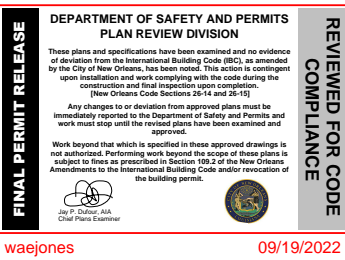 FINAL PERMIT RELEASE
DEPARTMENT OF SAFETY AND PERMITS
PLAN REVIEW DIVISION
These plans and specifications have been examined and no evidence
of deviation from the International Building Code (IBC), as amended
by the City of New Orleans, has been noted. This action is contingent
upon installation and work complying with the code during the
construction and final inspection upon completion.
[New Orleans Code Sections 26-14 and 26-15]
Any changes to or deviation from approved plans must be
immediately reported to the Department of Safety and Permits and
work must stop until the revised plans have been examined and
approved.
Work beyond that which is specified in these approved drawings is
not authorized. Performing work beyond the scope of these plans is
subject to fines as prescribed in Section 109.2 of the New Orleans
Amendments to the International Building Code and/or revocation of
the building permit.
Jay P. Dufour, AIA
Chief Plans Examiner
REVIEWED FOR CODE
COMPLIANCE
waejones
09/19/2022